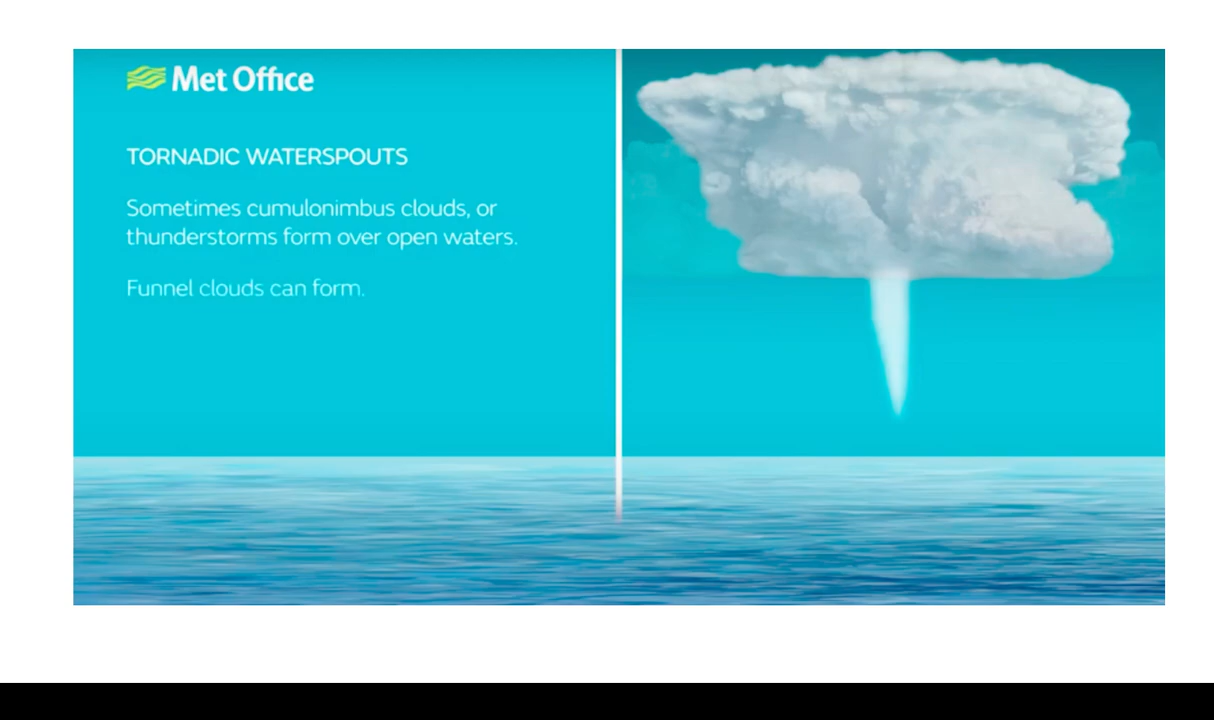 Met Office
TORNADIC WATERSPOUTS
Sometimes cumulonimbus clouds, or
thunderstorms form over open waters.
Funnel clouds can form.